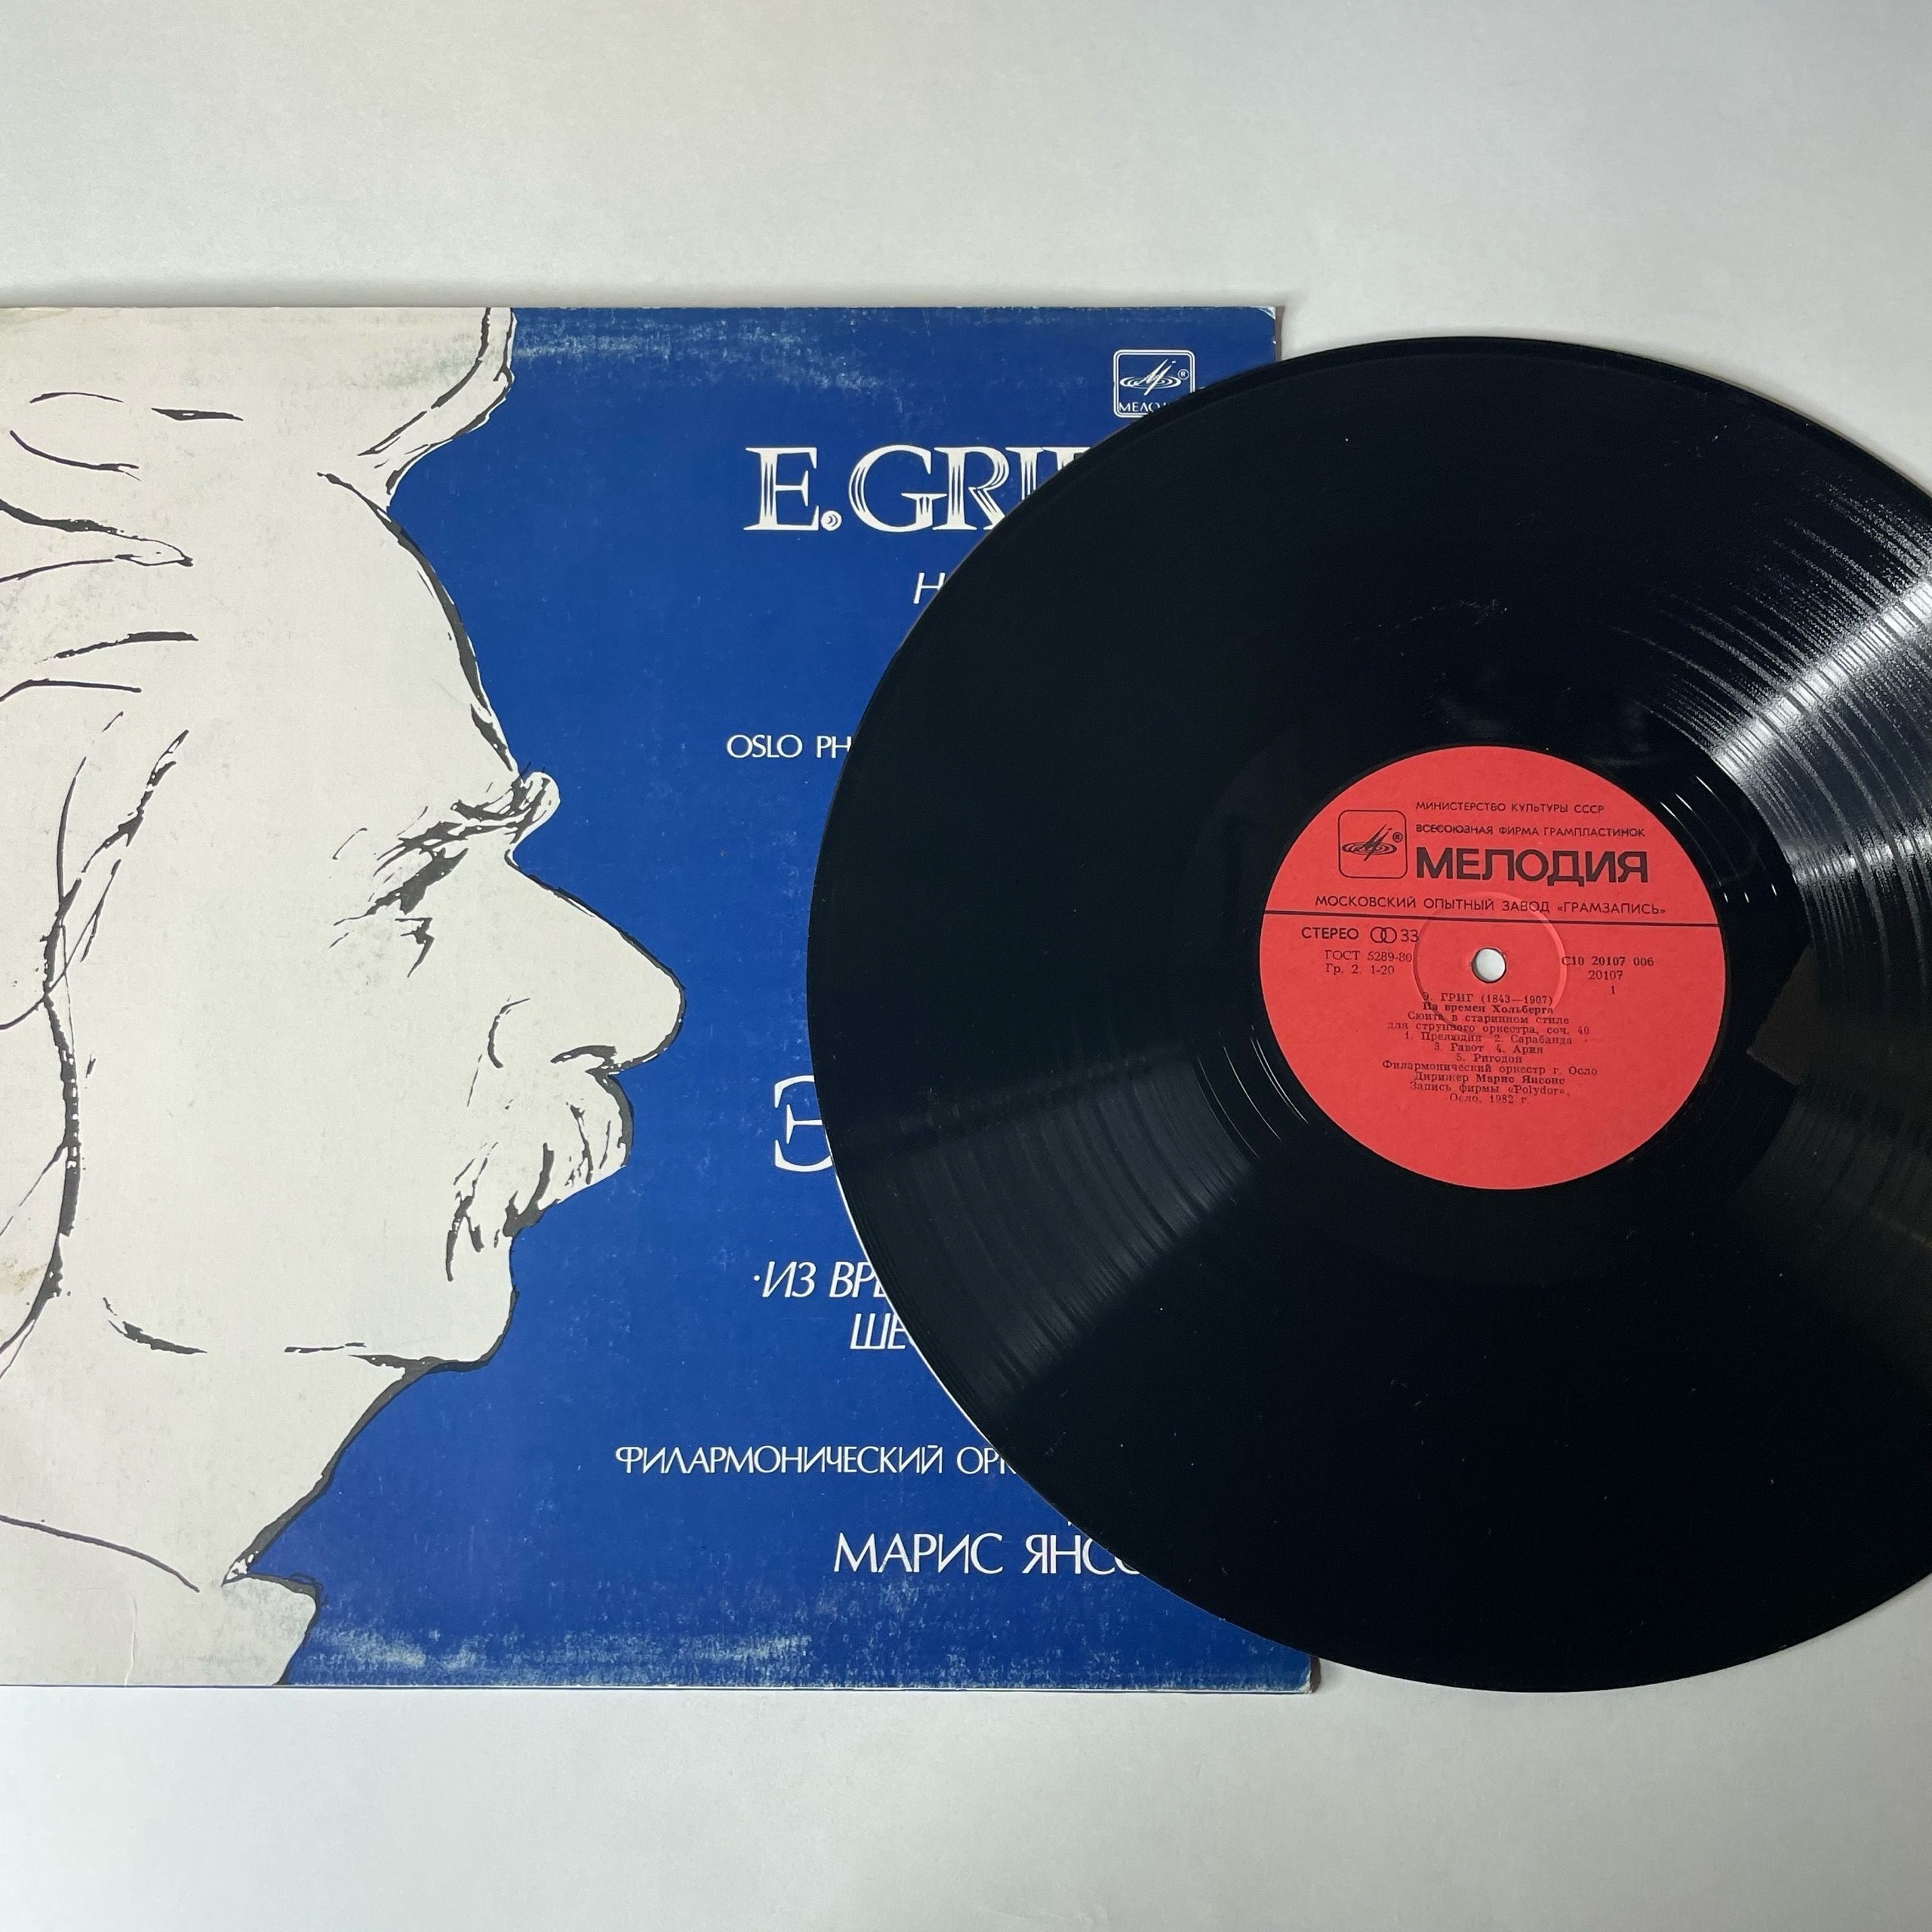 МЕЛО
E. GRIE
H
OSLO PH
Э
·ИЗ ВРЕ
ШЕС
ФИЛАРМОНИЧЕСКИЙ ОРК
МАРИС ЯНСО
МИНИСТЕРСТВО КУЛЬТУРЫ СССР
ВСЕСОЮЗНАЯ ФИРМА ГРАМПЛАСТИНОК
МЕЛОДИЯ
МОСКОВСКИЙ ОПЫТНЫЙ ЗАВОД «ГРАМЗАПИСЬ»
СТЕРЕО 33
ГОСТ 5289-80
Гр. 2. 1-20
С10 20107 006
20107
1
Э. ГРИГ (1843—1907)
Из времен Хольберга
Сюита в старинном стиле
для струнного оркестра, соч. 40
1. Прелюдия 2. Сарабанда
3. Гавот 4. Ария
5. Ригодон
Филармонический оркестр г. Осло
Дирижер Марис Янсонс
Запись фирмы «Polydor»,
Осло, 1982 г.